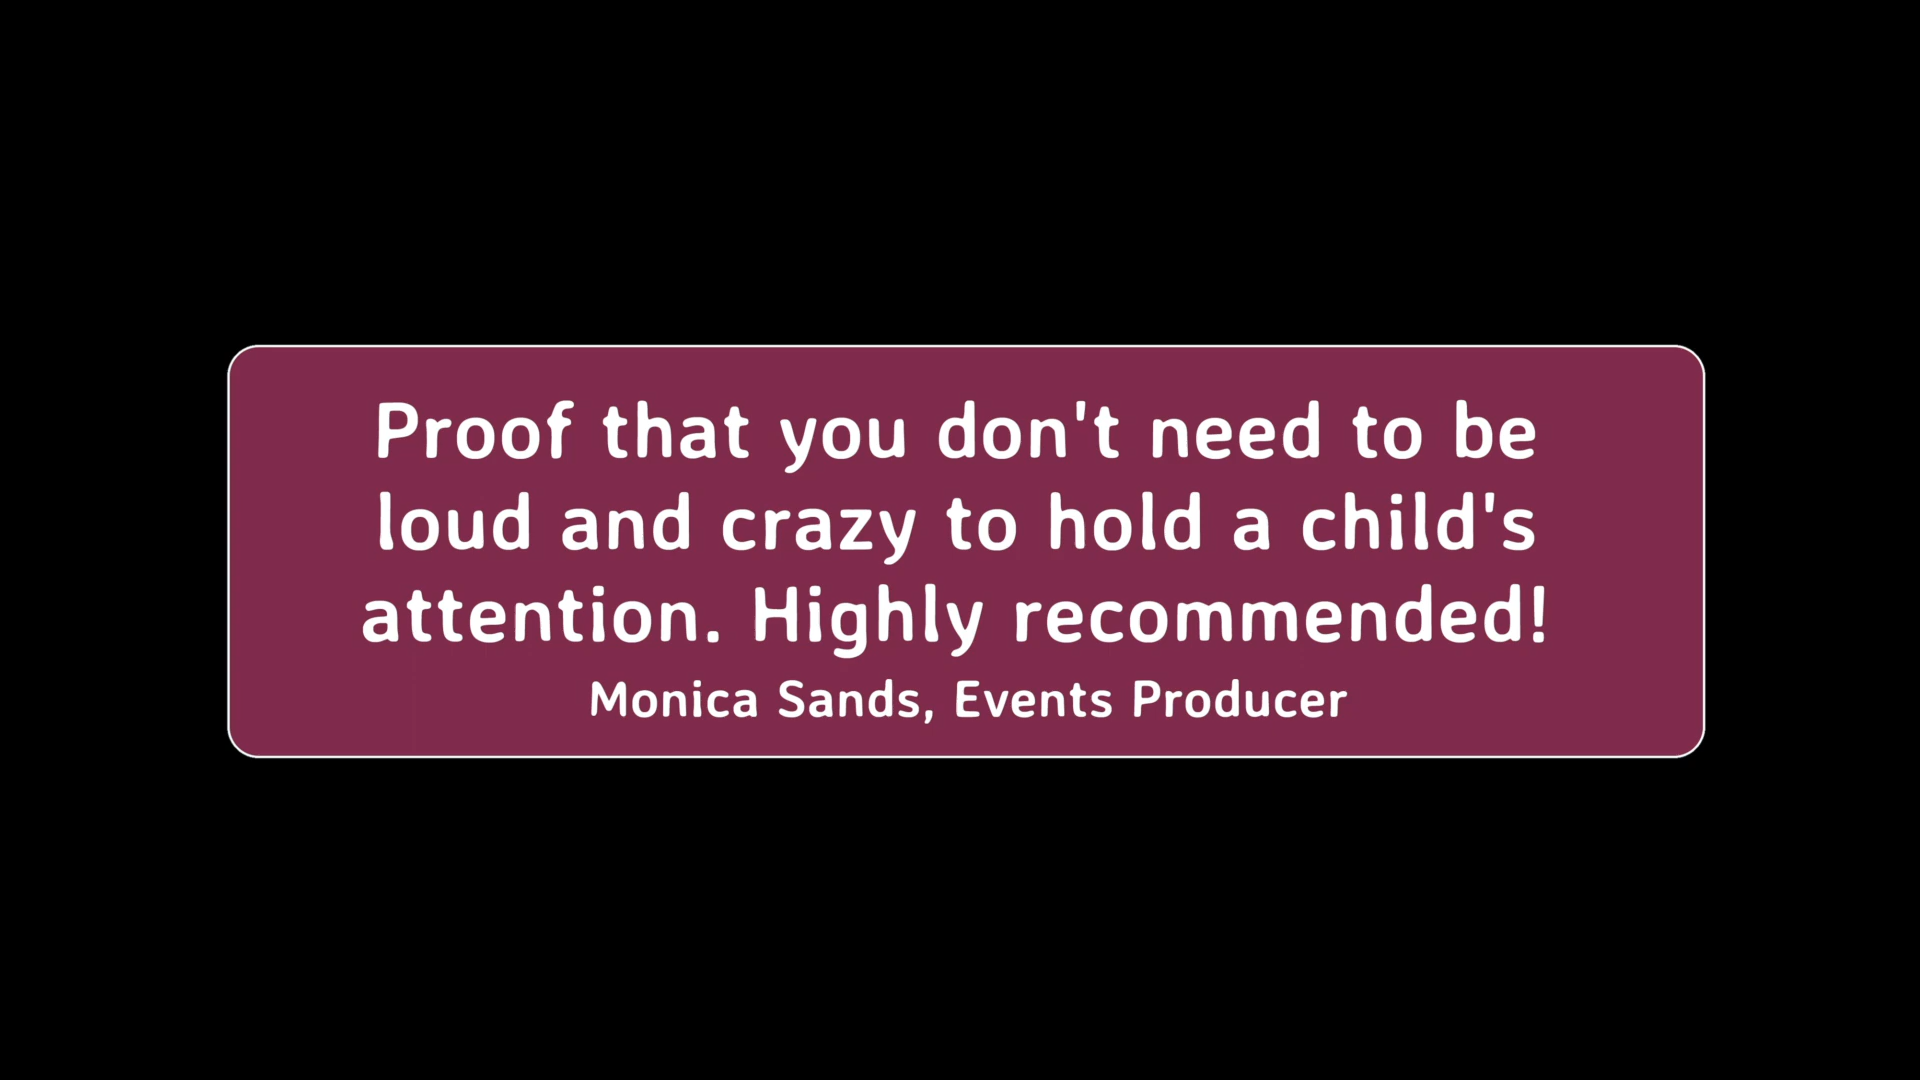 Proof that you don't need to be
loud and crazy to hold a child's
attention. Highly recommended!
Monica Sands, Events Producer